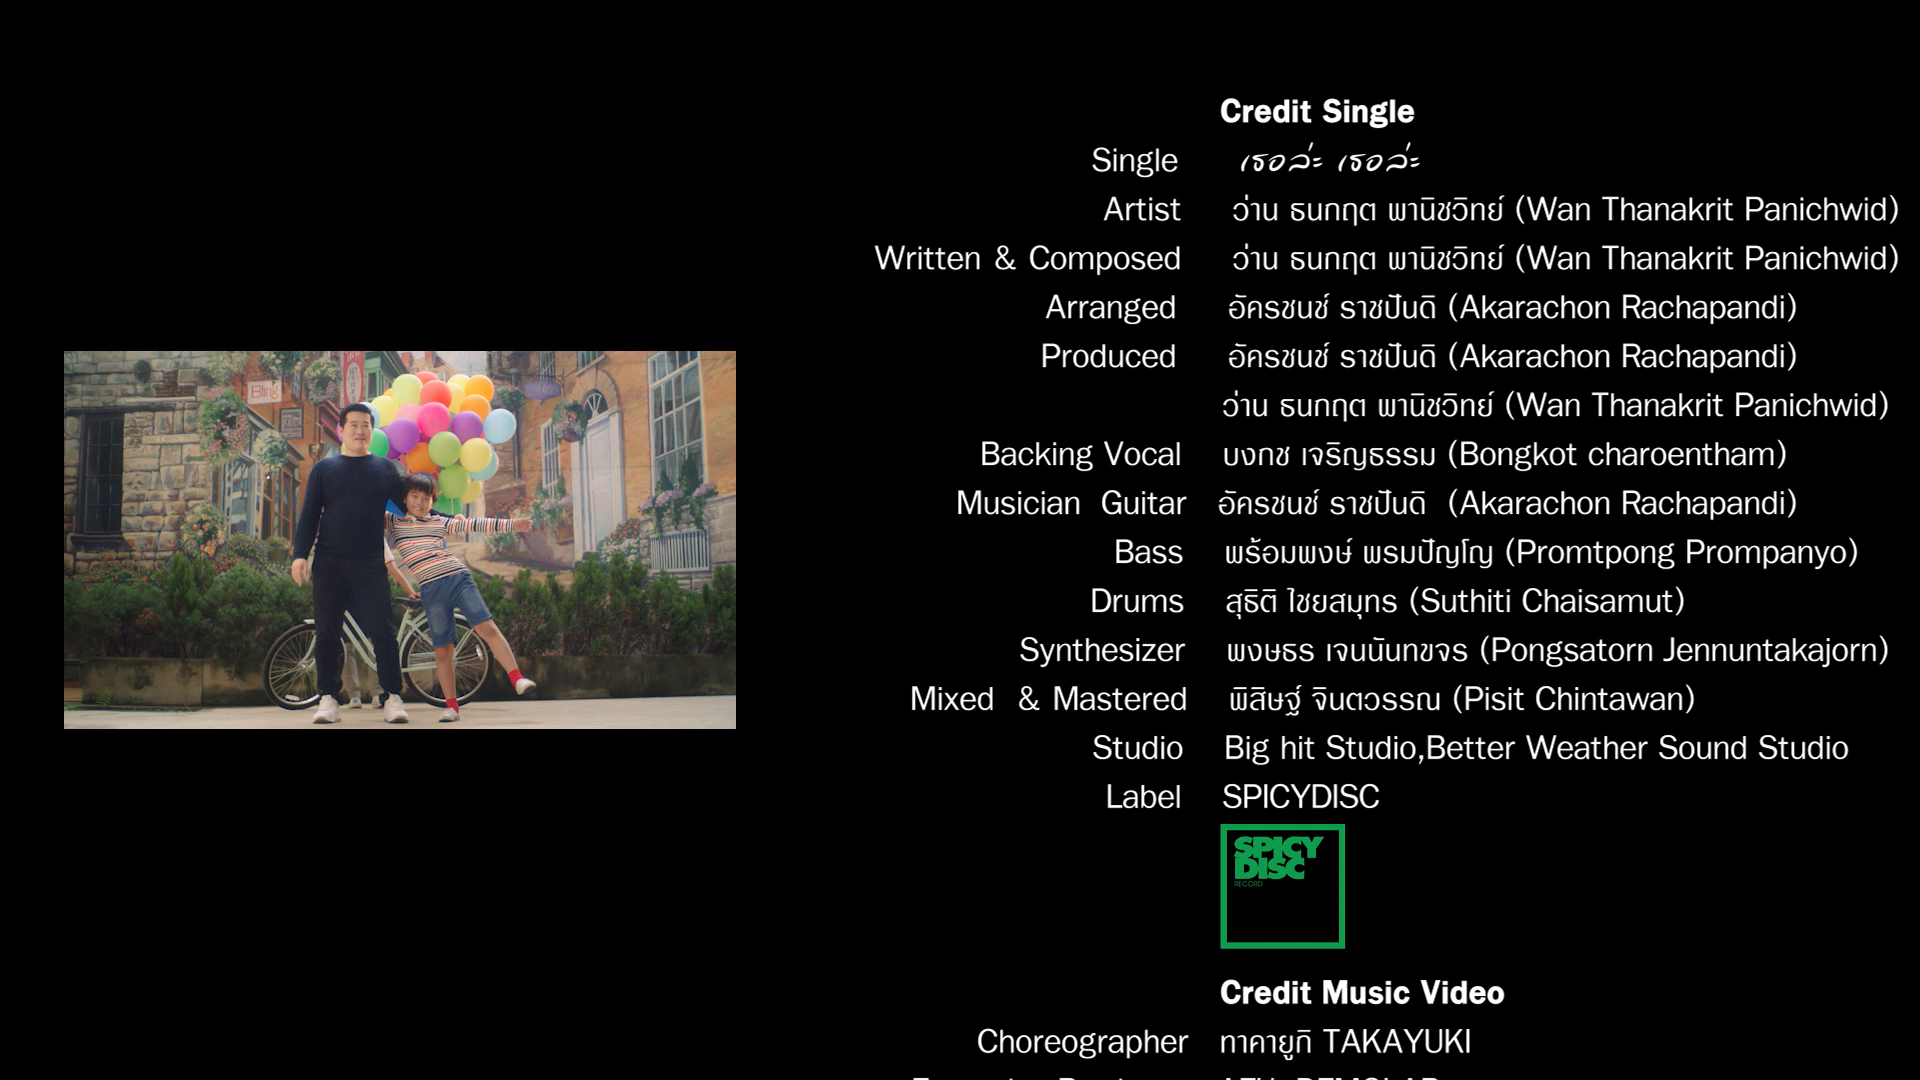 Credit Single
Single เธอล่ะ เธอล่ะ
Artist ว่าน ธนกฤต พานิชวิทย์ (Wan Thanakrit Panichwid)
Written & Composed ว่าน ธนกฤต พานิชวิทย์ (Wan Thanakrit Panichwid)
Arranged อัครชนช์ ราชปันดิ (Akarachon Rachapandi)
Produced อัครชนช์ ราชปันดิ (Akarachon Rachapandi)
ว่าน ธนกฤต พานิชวิทย์ (Wan Thanakrit Panichwid)
Backing Vocal บงกช เจริญธรรม (Bongkot charoentham)
Musician Guitar อัครชนช์ ราชปันดิ (Akarachon Rachapandi)
Bass พร้อมพงษ์ พรมปัญโญ (Promtpong Prompanyo)
Drums สุธิติ ไชยสมุทร (Suthiti Chaisamut)
Synthesizer พงษธร เจนนันทขจร (Pongsatorn Jennuntakajorn)
Mixed & Mastered พิสิษฐ์ จินตวรรณ (Pisit Chintawan)
Studio Big hit Studio,Better Weather Sound Studio
Label SPICYDISC
SPICY
DISC
RECORD
Credit Music Video
Choreographer ทาคายูกิ TAKAYUKI
Bling